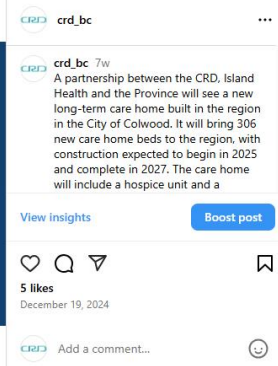 CRD crd_bc
CRD crd_bc 7w
A partnership between the CRD, Island
Health and the Province will see a new
long-term care home built in the region
in the City of Colwood. It will bring 306
new care home beds to the region, with
construction expected to begin in 2025
and complete in 2027. The care home
will include a hospice unit and a
View insights Boost post
5 likes
December 19, 2024
CRD Add a comment...